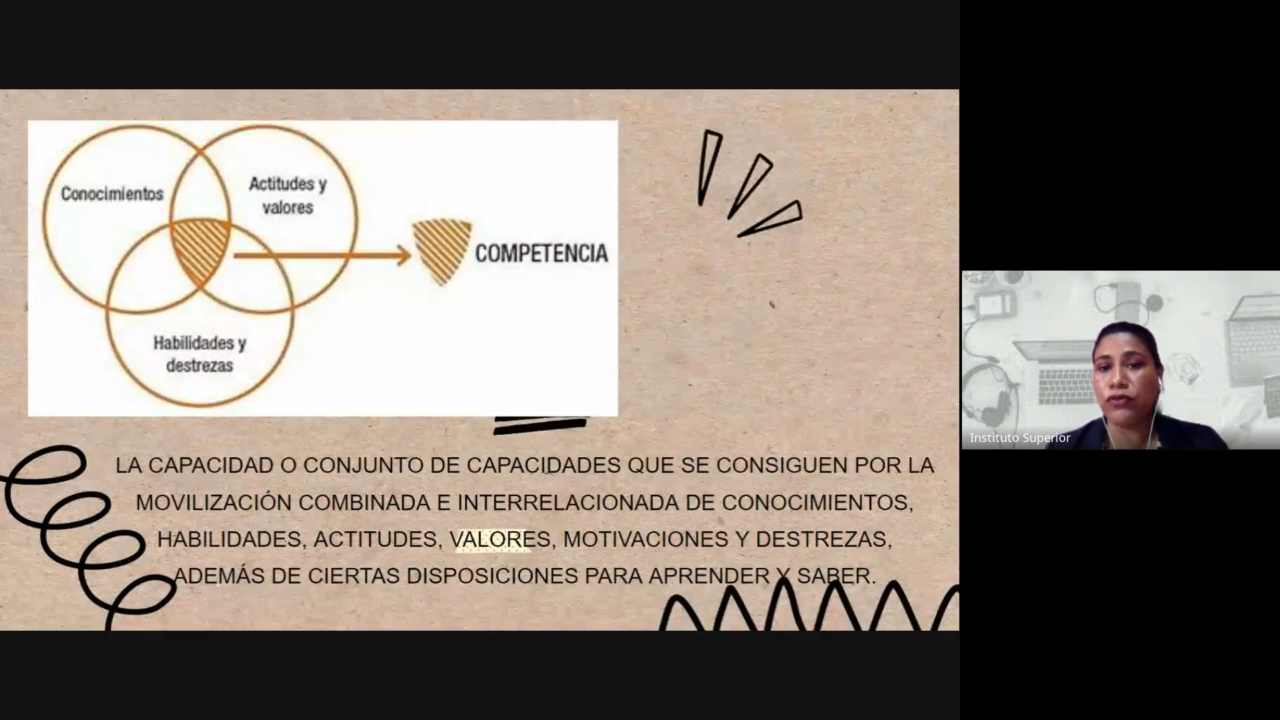 Conocimientos
Actitudes y
valores
COMPETENCIA
Habilidades y
destrezas
LA CAPACIDAD O CONJUNTO DE CAPACIDADES QUE SE CONSIGUEN POR LA
MOVILIZACIÓN COMBINADA E INTERRELACIONADA DE CONOCIMIENTOS,
HABILIDADES, ACTITUDES, VALORES, MOTIVACIONES Y DESTREZAS,
ADEMÁS DE CIERTAS DISPOSICIONES PARA APRENDER Y SABER.
Instituto Superior